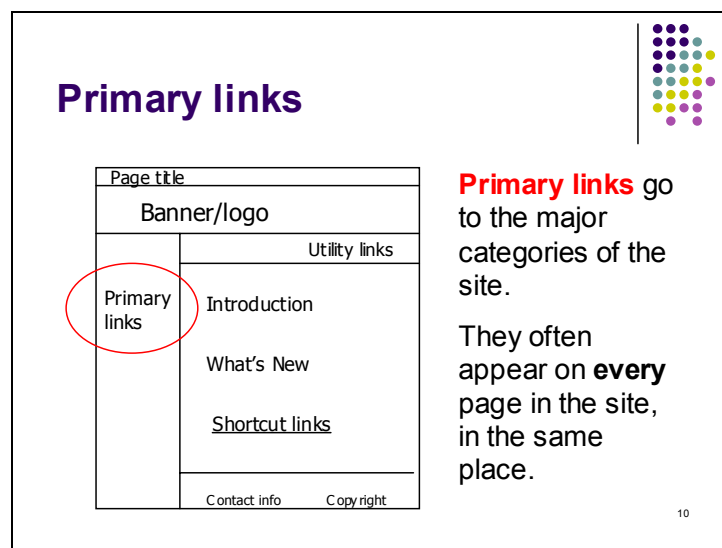 Primary links
Page title
Banner/logo
Utility links
Primary
links
Introduction
What's New
Shortcut links
Contact info Copyright
Primary links go
to the major
categories of the
site.
They often
appear on every
page in the site,
in the same
place.
10